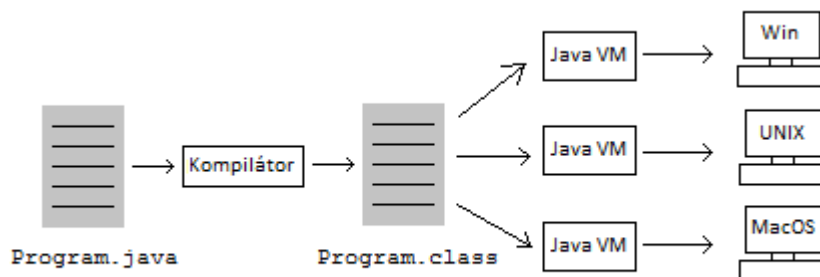 Java VM
Win
Kompilátor
Java VM
UNIX
Program.java
Program.class
Java VM
MacOS